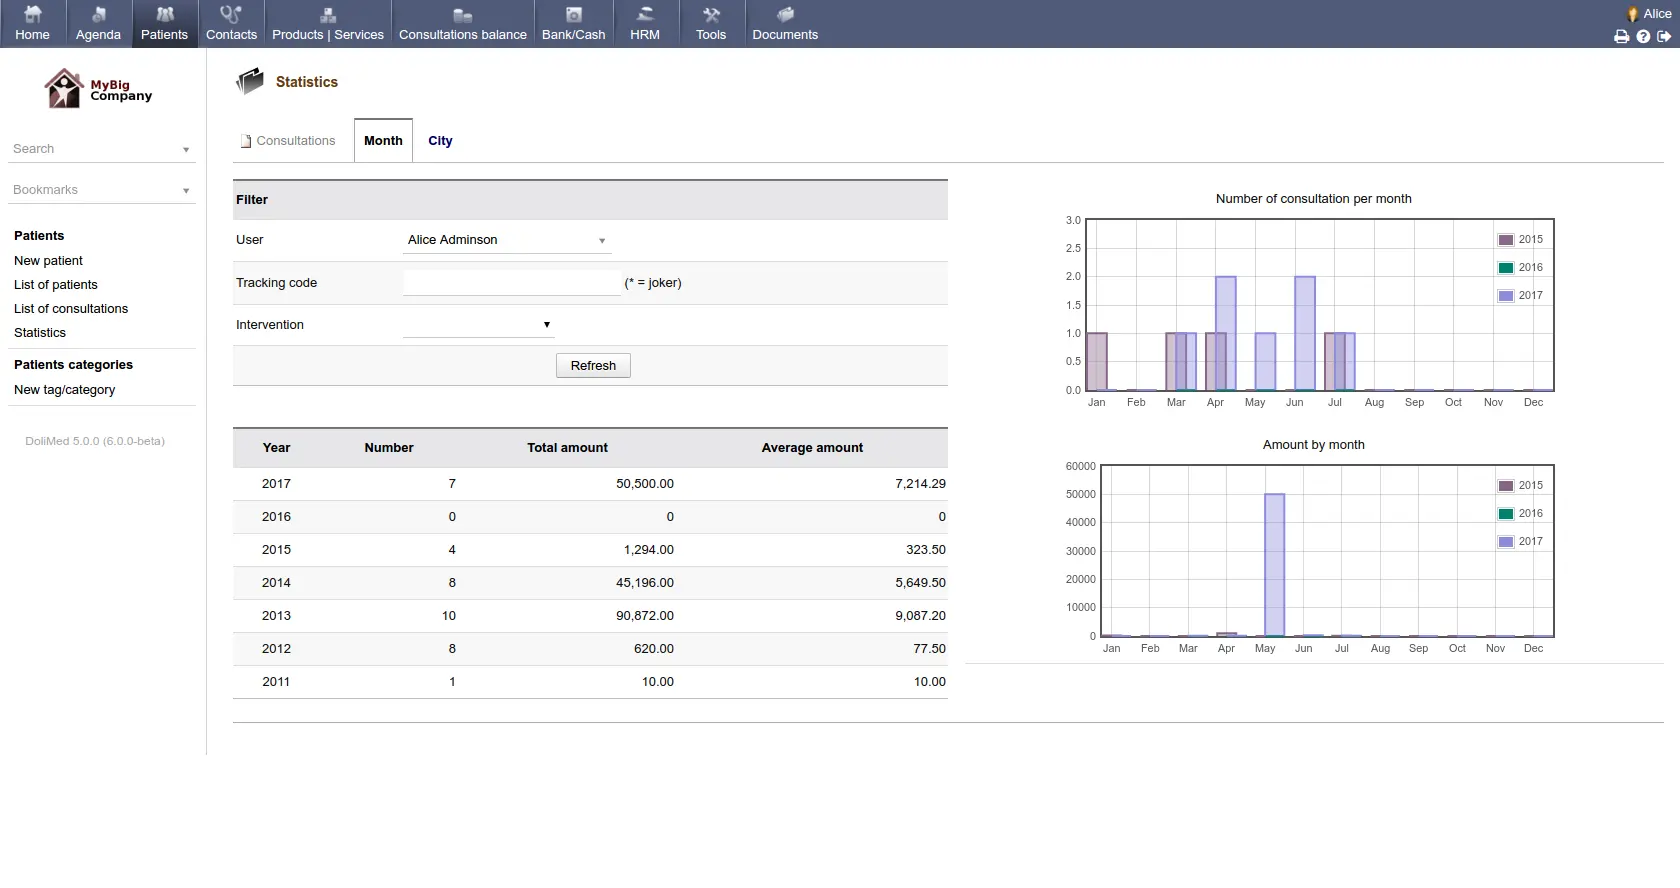 Home Agenda Patients Contacts Products | Services Consultations balance Bank/Cash HRM Tools Documents
Alice
MyBig
Company
Search
Bookmarks
Patients
New patient
List of patients
List of consultations
Statistics
Patients categories
New tag/category
DoliMed 5.0.0 (6.0.0-beta)
Statistics
Consultations Month City
Filter
User Alice Adminson
Tracking code (* = joker)
Intervention
Refresh
Year Number Total amount Average amount
2017 7 50,500.00 7,214.29
2016 0 0 0
2015 4 1,294.00 323.50
2014 8 45,196.00 5,649.50
2013 10 90,872.00 9,087.20
2012 8 620.00 77.50
2011 1 10.00 10.00
Number of consultation per month
3.0
2.5
2.0
1.5
1.0
0.5
0.0
2015
2016
2017
Jan Feb Mar Apr May Jun Jul Aug Sep Oct Nov Dec
Amount by month
60000
50000
40000
30000
20000
10000
0
2015
2016
2017
Jan Feb Mar Apr May Jun Jul Aug Sep Oct Nov Dec